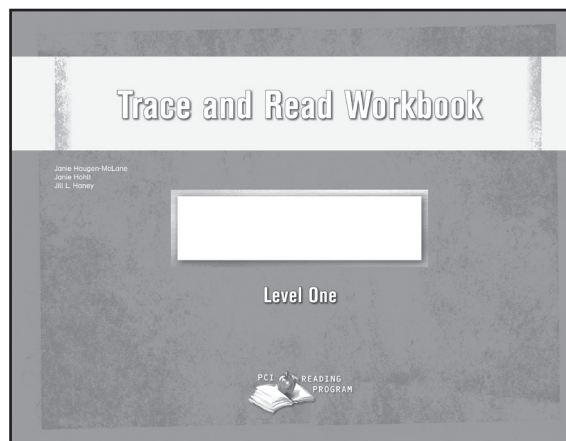 Trace and Read Workbook
Janie Haugen-McLane
Janie Hohlt
Jill L. Haney
Level One
PCI READING
PROGRAM